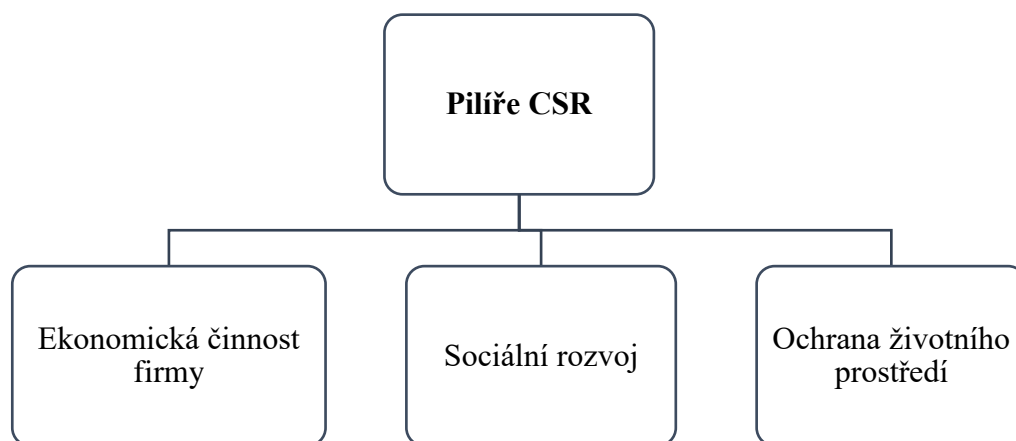 Pilíře CSR
Ekonomická činnost
firmy
Sociální rozvoj
Ochrana životního
prostředí